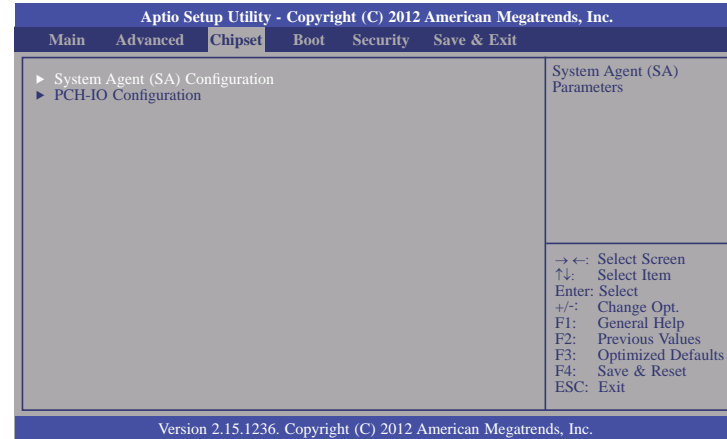 Aptio Setup Utility - Copyright (C) 2012 American Megatrends, Inc.
Main Advanced Chipset Boot Security Save & Exit
► System Agent (SA) Configuration
► PCH-IO Configuration
System Agent (SA)
Parameters
→ ←: Select Screen
↑↓: Select Item
Enter: Select
+/-: Change Opt.
F1: General Help
F2: Previous Values
F3: Optimized Defaults
F4: Save & Reset
ESC: Exit
Version 2.15.1236. Copyright (C) 2012 American Megatrends, Inc.